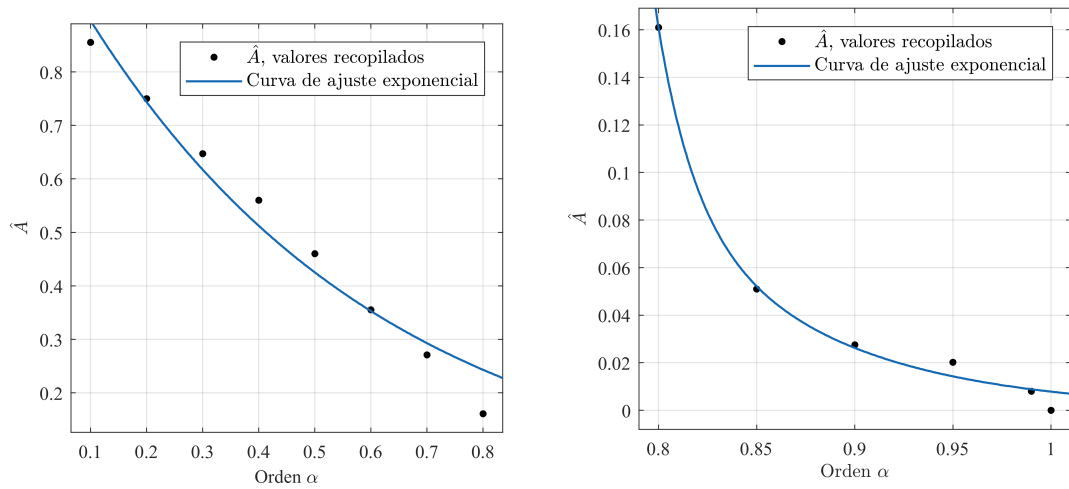 Â, valores recopilados
Curva de ajuste exponencial
0.8
0.7
0.6
0.5
0.4
0.3
0.2
Â
0.1 0.2 0.3 0.4 0.5 0.6 0.7 0.8
Orden α
Â, valores recopilados
Curva de ajuste exponencial
0.16
0.14
0.12
0.1
0.08
0.06
0.04
0.02
0
Â
0.8 0.85 0.9 0.95 1
Orden α